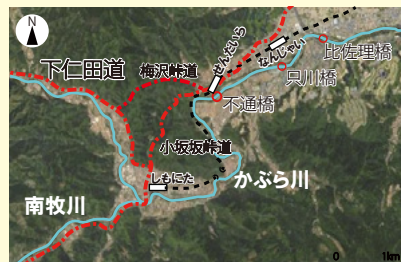 N
下仁田道
梅沢峠道
せんだいら
なんじゃい
比佐理橋
只川橋
不通橋
小坂坂峠道
しもにた
かぶら川
南牧川
0 1km